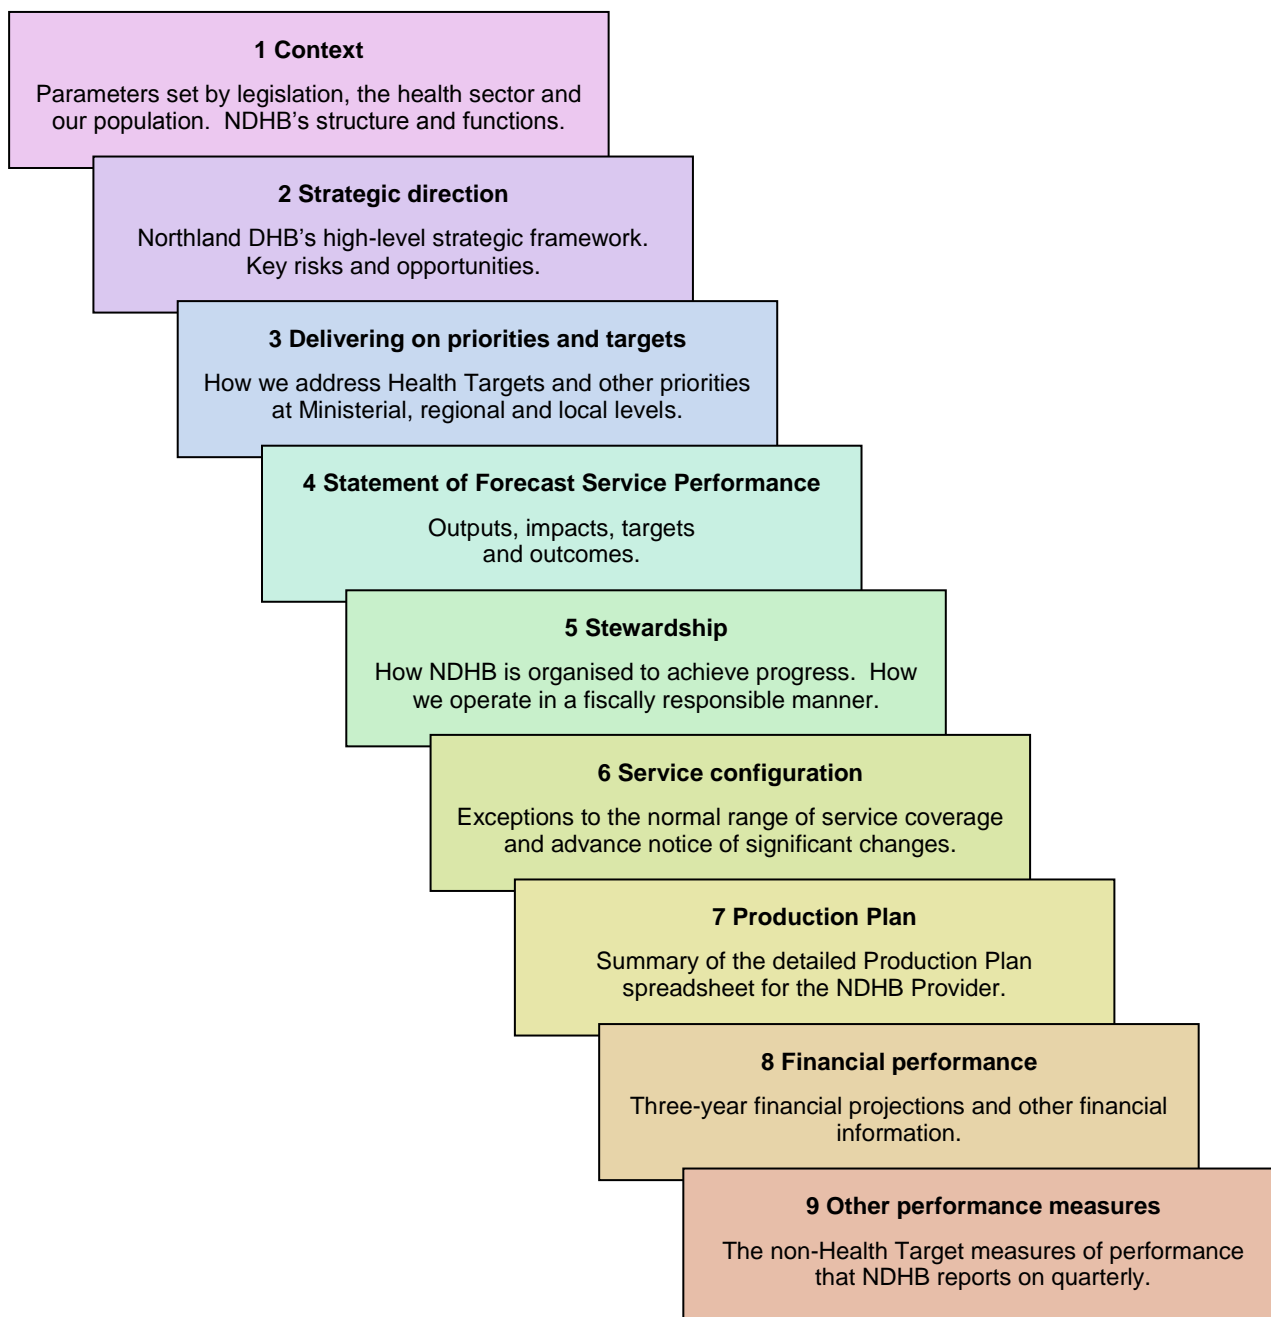 1 Context
Parameters set by legislation, the health sector and
our population.  NDHB's structure and functions.
2 Strategic direction
Northland DHB's high-level strategic framework.
Key risks and opportunities.
3 Delivering on priorities and targets
How we address Health Targets and other priorities
at Ministerial, regional and local levels.
4 Statement of Forecast Service Performance
Outputs, impacts, targets
and outcomes.
5 Stewardship
How NDHB is organised to achieve progress.  How
we operate in a fiscally responsible manner.
6 Service configuration
Exceptions to the normal range of service coverage
and advance notice of significant changes.
7 Production Plan
Summary of the detailed Production Plan
spreadsheet for the NDHB Provider.
8 Financial performance
Three-year financial projections and other financial
information.
9 Other performance measures
The non-Health Target measures of performance
that NDHB reports on quarterly.